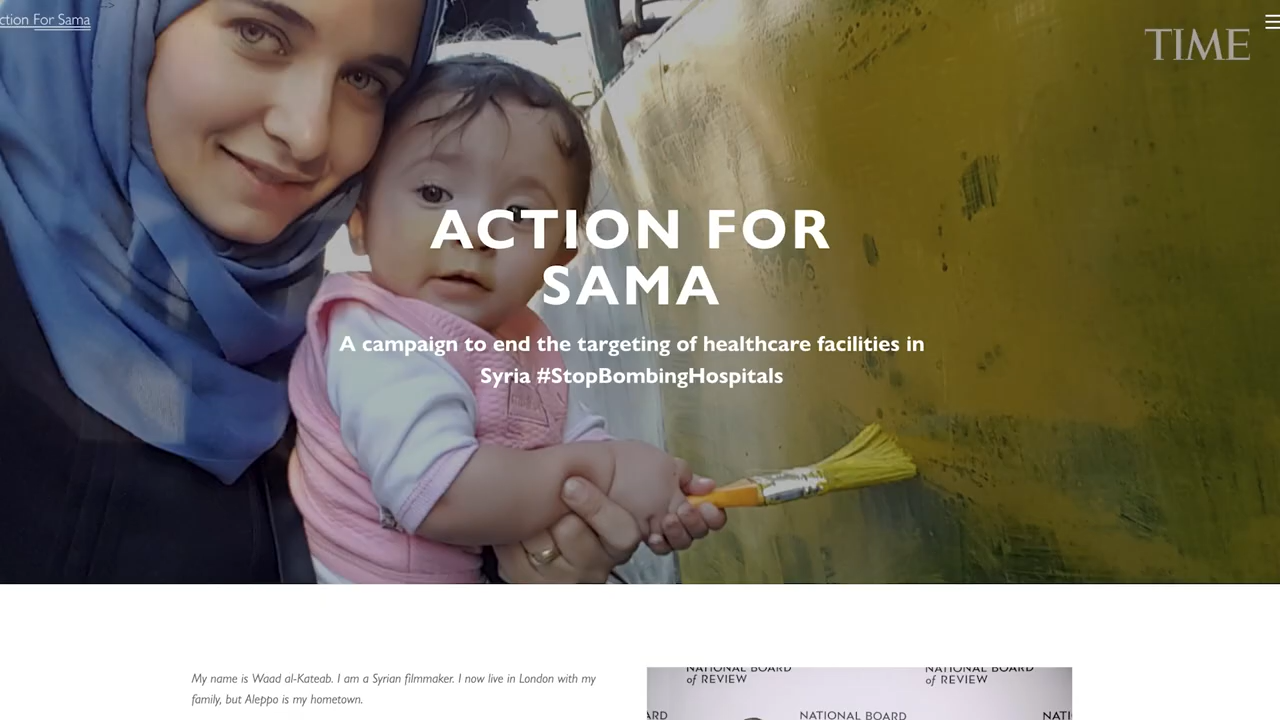 ction For Sama
TIME
ACTION FOR
SAMA
A campaign to end the targeting of healthcare facilities in
Syria #StopBombingHospitals
My name is Waad al-Kateab. I am a Syrian filmmaker. I now live in London with my
family, but Aleppo is my hometown.
NATIONAL BOARD
of REVIEW
NATIONAL BOARD
of REVIEW
ARD
NATIONAL BOARD
NATI